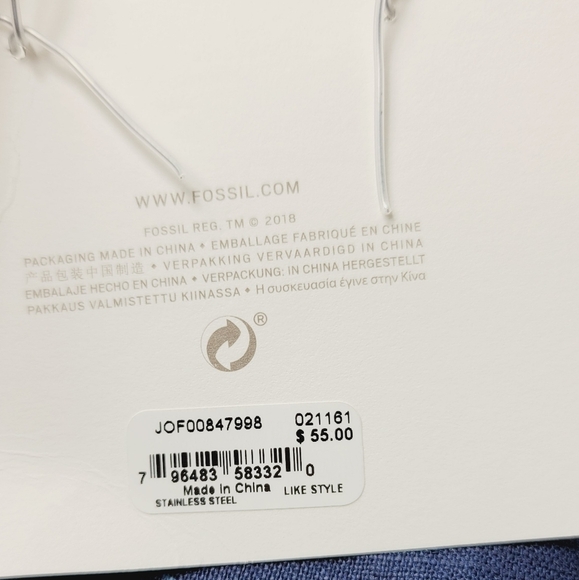 WWW.FOSSIL.COM
FOSSIL REG. TM © 2018
PACKAGING MADE IN CHINA • EMBALLAGE FABRIQUÉ EN CHINE
产品包装中国制造 • VERPAKKING VERVAARDIGD IN CHINA
EMBALAJE HECHO EN CHINA • VERPACKUNG: IN CHINA HERGESTELLT
PAKKAUS VALMISTETTU KIINASSA • Η συσκευασία έγινε στην Κίνα
®
JOF00847998 021161
$ 55.00
7 96483 58332 0
Made in China LIKE STYLE
STAINLESS STEEL